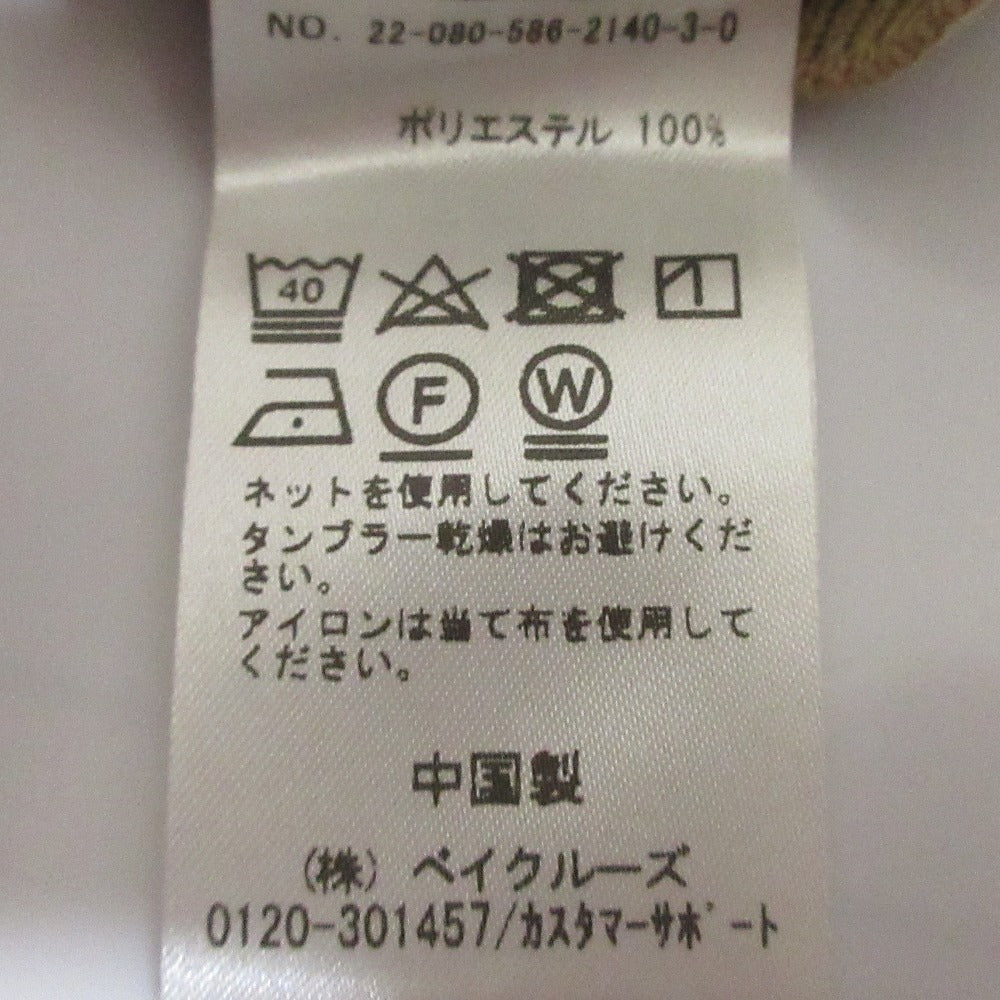 NO. 22-080-586-2140-3-0
ポリエステル 100%
40
F
W
ネットを使用してください。
タンブラー乾燥はお避けくだ
さい。
アイロンは当て布を使用して
ください。
中国製
(株) ベイクルーズ
0120-301457/カスタマーサポート